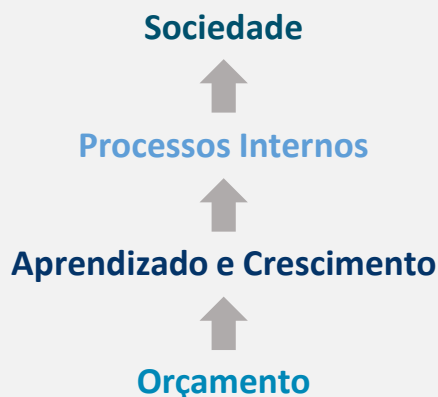 Sociedade
Processos Internos
Aprendizado e Crescimento
Orçamento